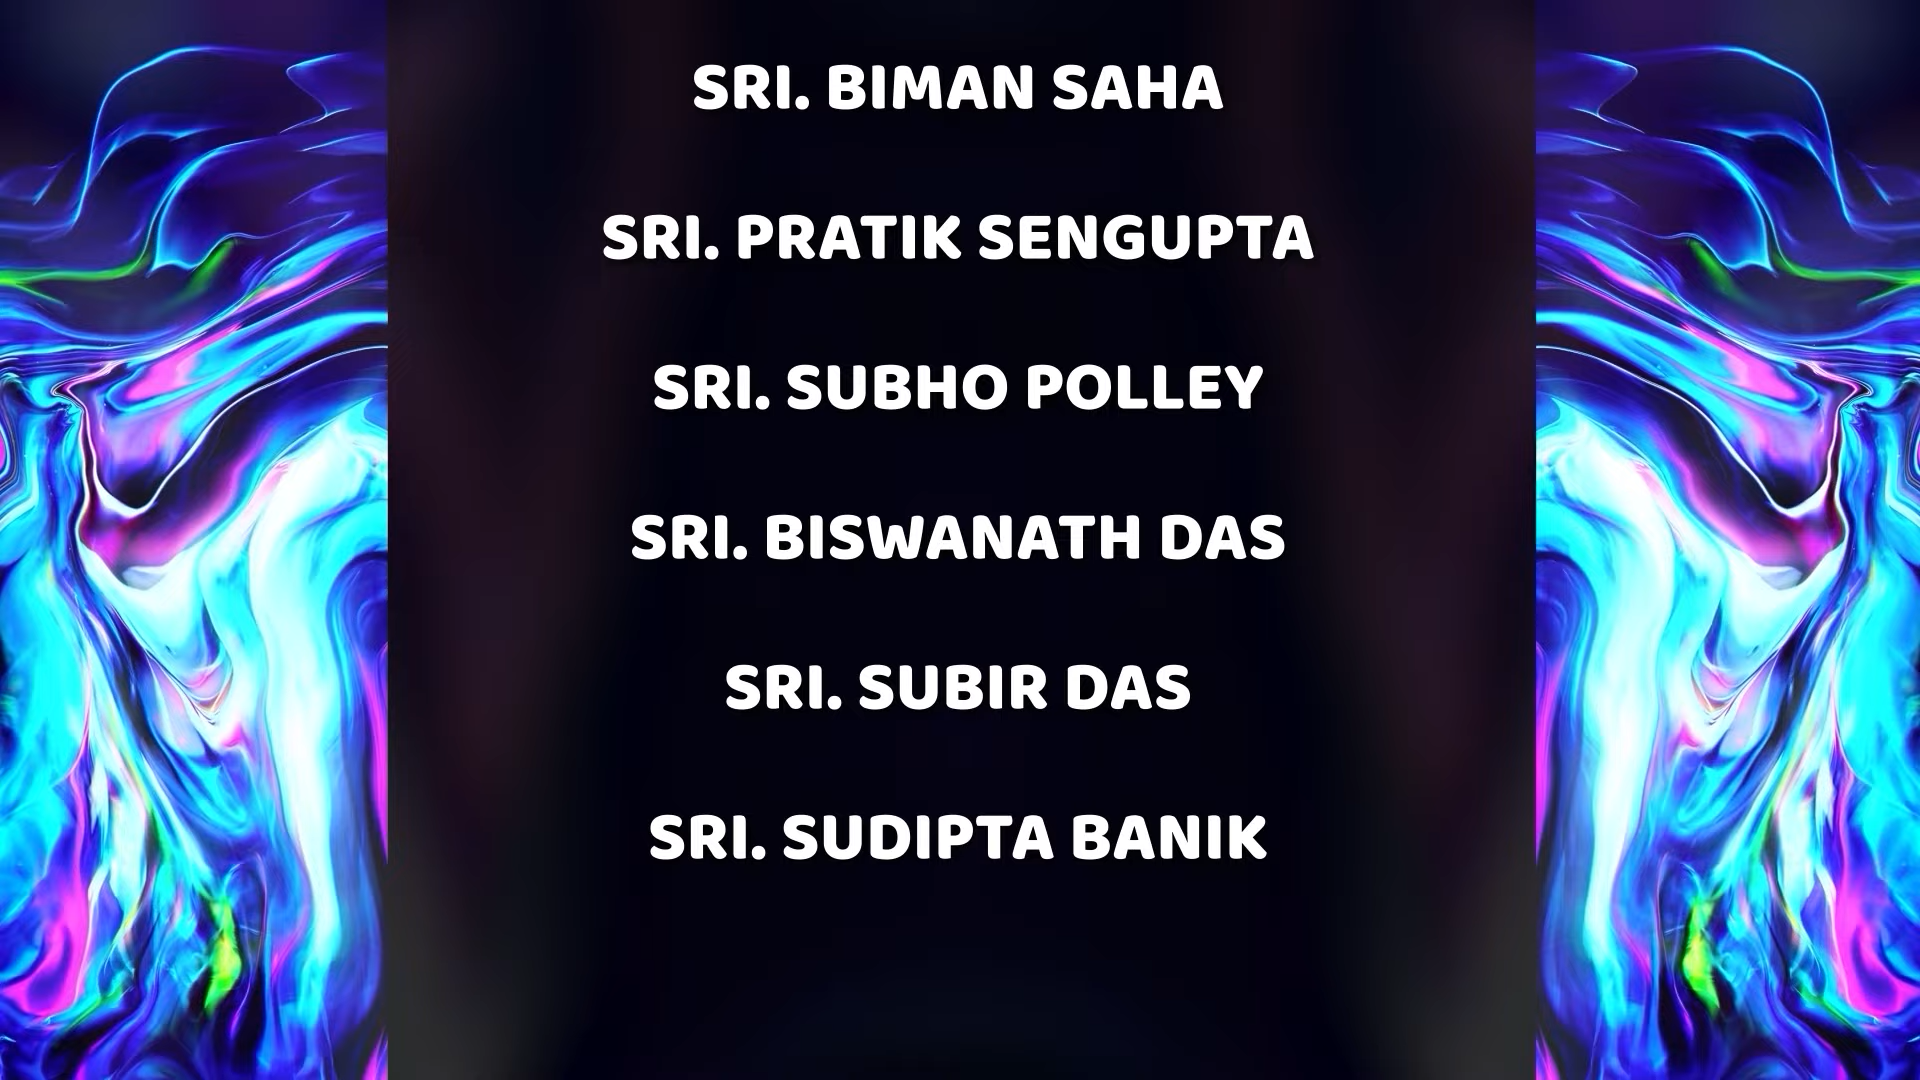 SRI. BIMAN SAHA
SRI. PRATIK SENGUPTA
SRI. SUBHO POLLEY
SRI. BISWANATH DAS
SRI. SUBIR DAS
SRI. SUDIPTA BANIK